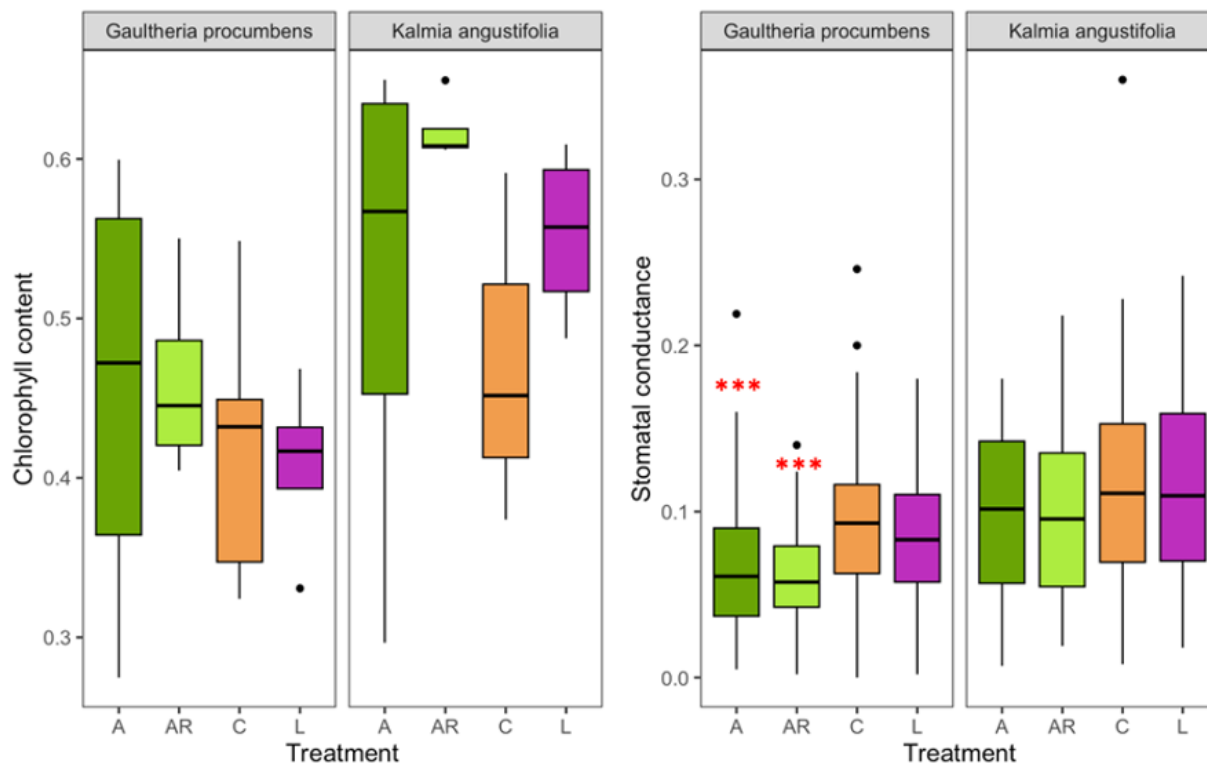 Gaultheria procumbens
Kalmia angustifolia
Chlorophyll content
0.6
0.5
0.4
0.3
A AR C L
A AR C L
Treatment
Gaultheria procumbens
Kalmia angustifolia
Stomatal conductance
0.3
0.2
0.1
0.0
***
***
A AR C L
A AR C L
Treatment